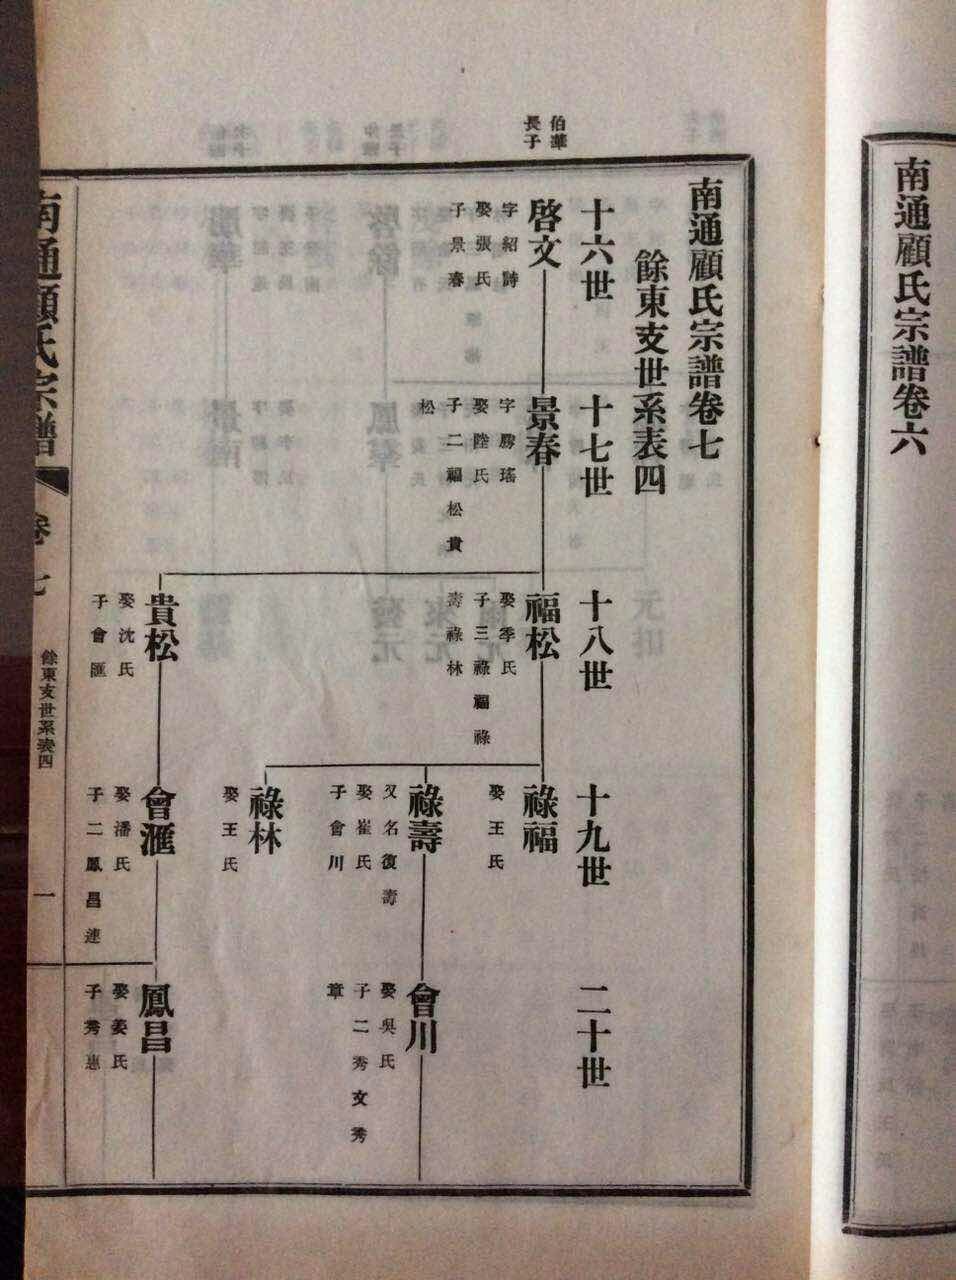 南通顧氏宗譜卷六
南通顧氏宗譜卷七
餘東支世系表四
十六世
十七世
十八世
十九世
二十世
伯華
長子
啓文
字紹詩
娶張氏
子景春
景春
字勝瑤
娶陸氏
子二福松貴
松
福松
娶季氏
子三祿福祿
壽祿林
貴松
娶沈氏
子會匯
祿福
娶王氏
祿壽
又名復壽
娶崔氏
子會川
祿林
娶王氏
會滙
娶潘氏
子二鳳昌連
會川
娶吳氏
子二秀文秀
章
鳳昌
娶姜氏
子秀惠
南通顧氏宗譜
卷七
餘東支世系表四
一